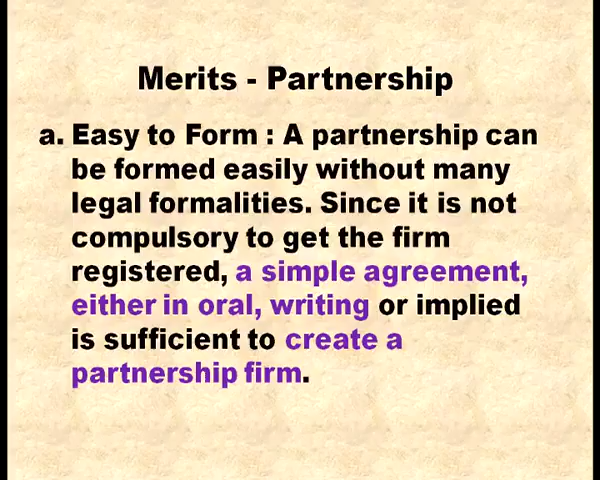 Merits - Partnership
a. Easy to Form : A partnership can
be formed easily without many
legal formalities. Since it is not
compulsory to get the firm
registered, a simple agreement,
either in oral, writing or implied
is sufficient to create a
partnership firm.